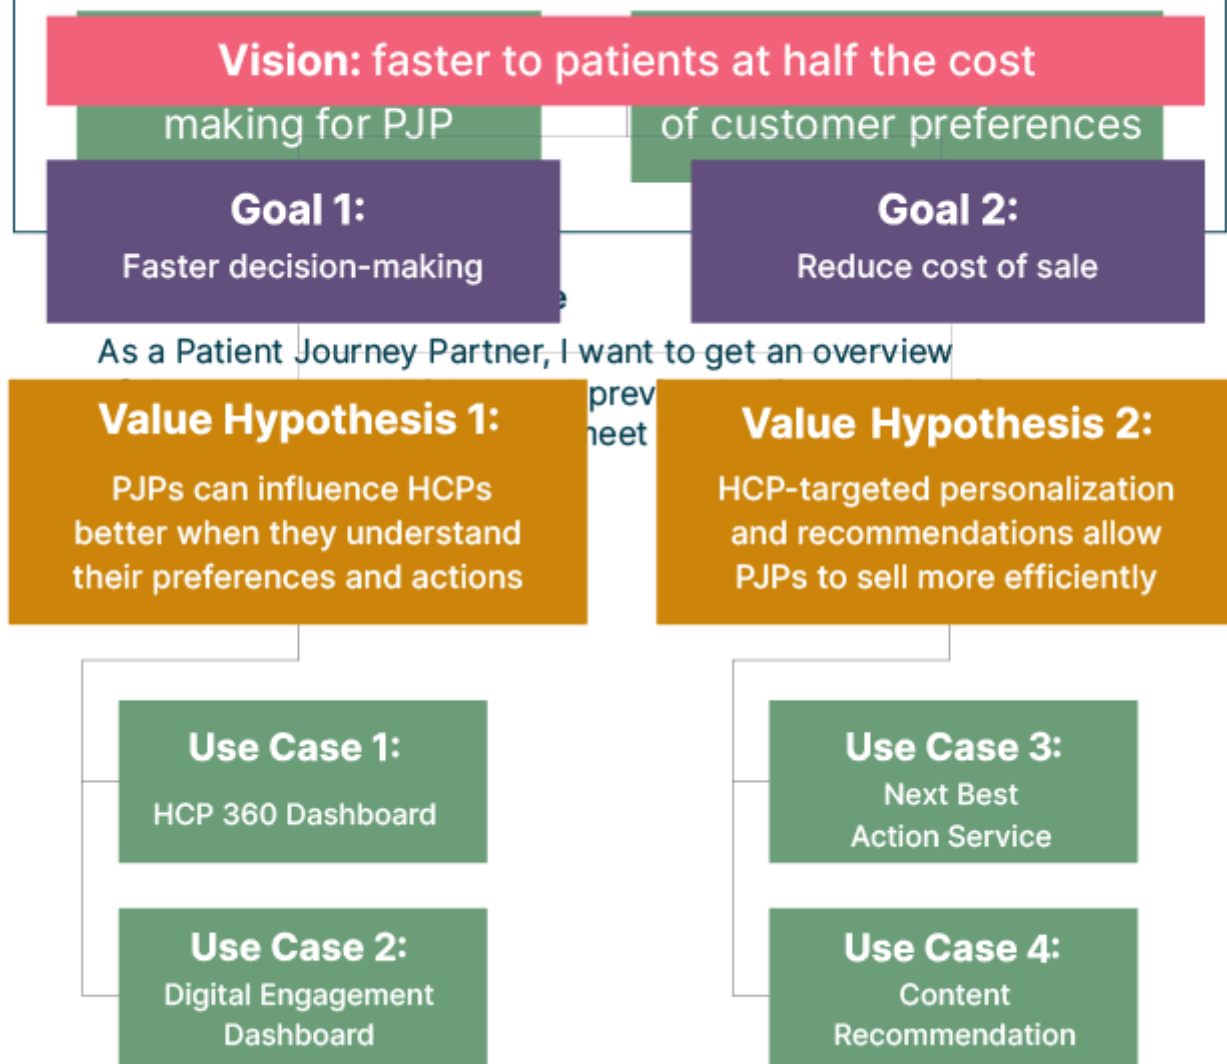 Vision: faster to patients at half the cost
making for PJP
of customer preferences
Goal 1:
Faster decision-making
Goal 2:
Reduce cost of sale
As a Patient Journey Partner, I want to get an overview
Value Hypothesis 1:
PJPs can influence HCPs
better when they understand
their preferences and actions
Value Hypothesis 2:
HCP-targeted personalization
and recommendations allow
PJPs to sell more efficiently
Use Case 1:
HCP 360 Dashboard
Use Case 2:
Digital Engagement
Dashboard
Use Case 3:
Next Best
Action Service
Use Case 4:
Content
Recommendation